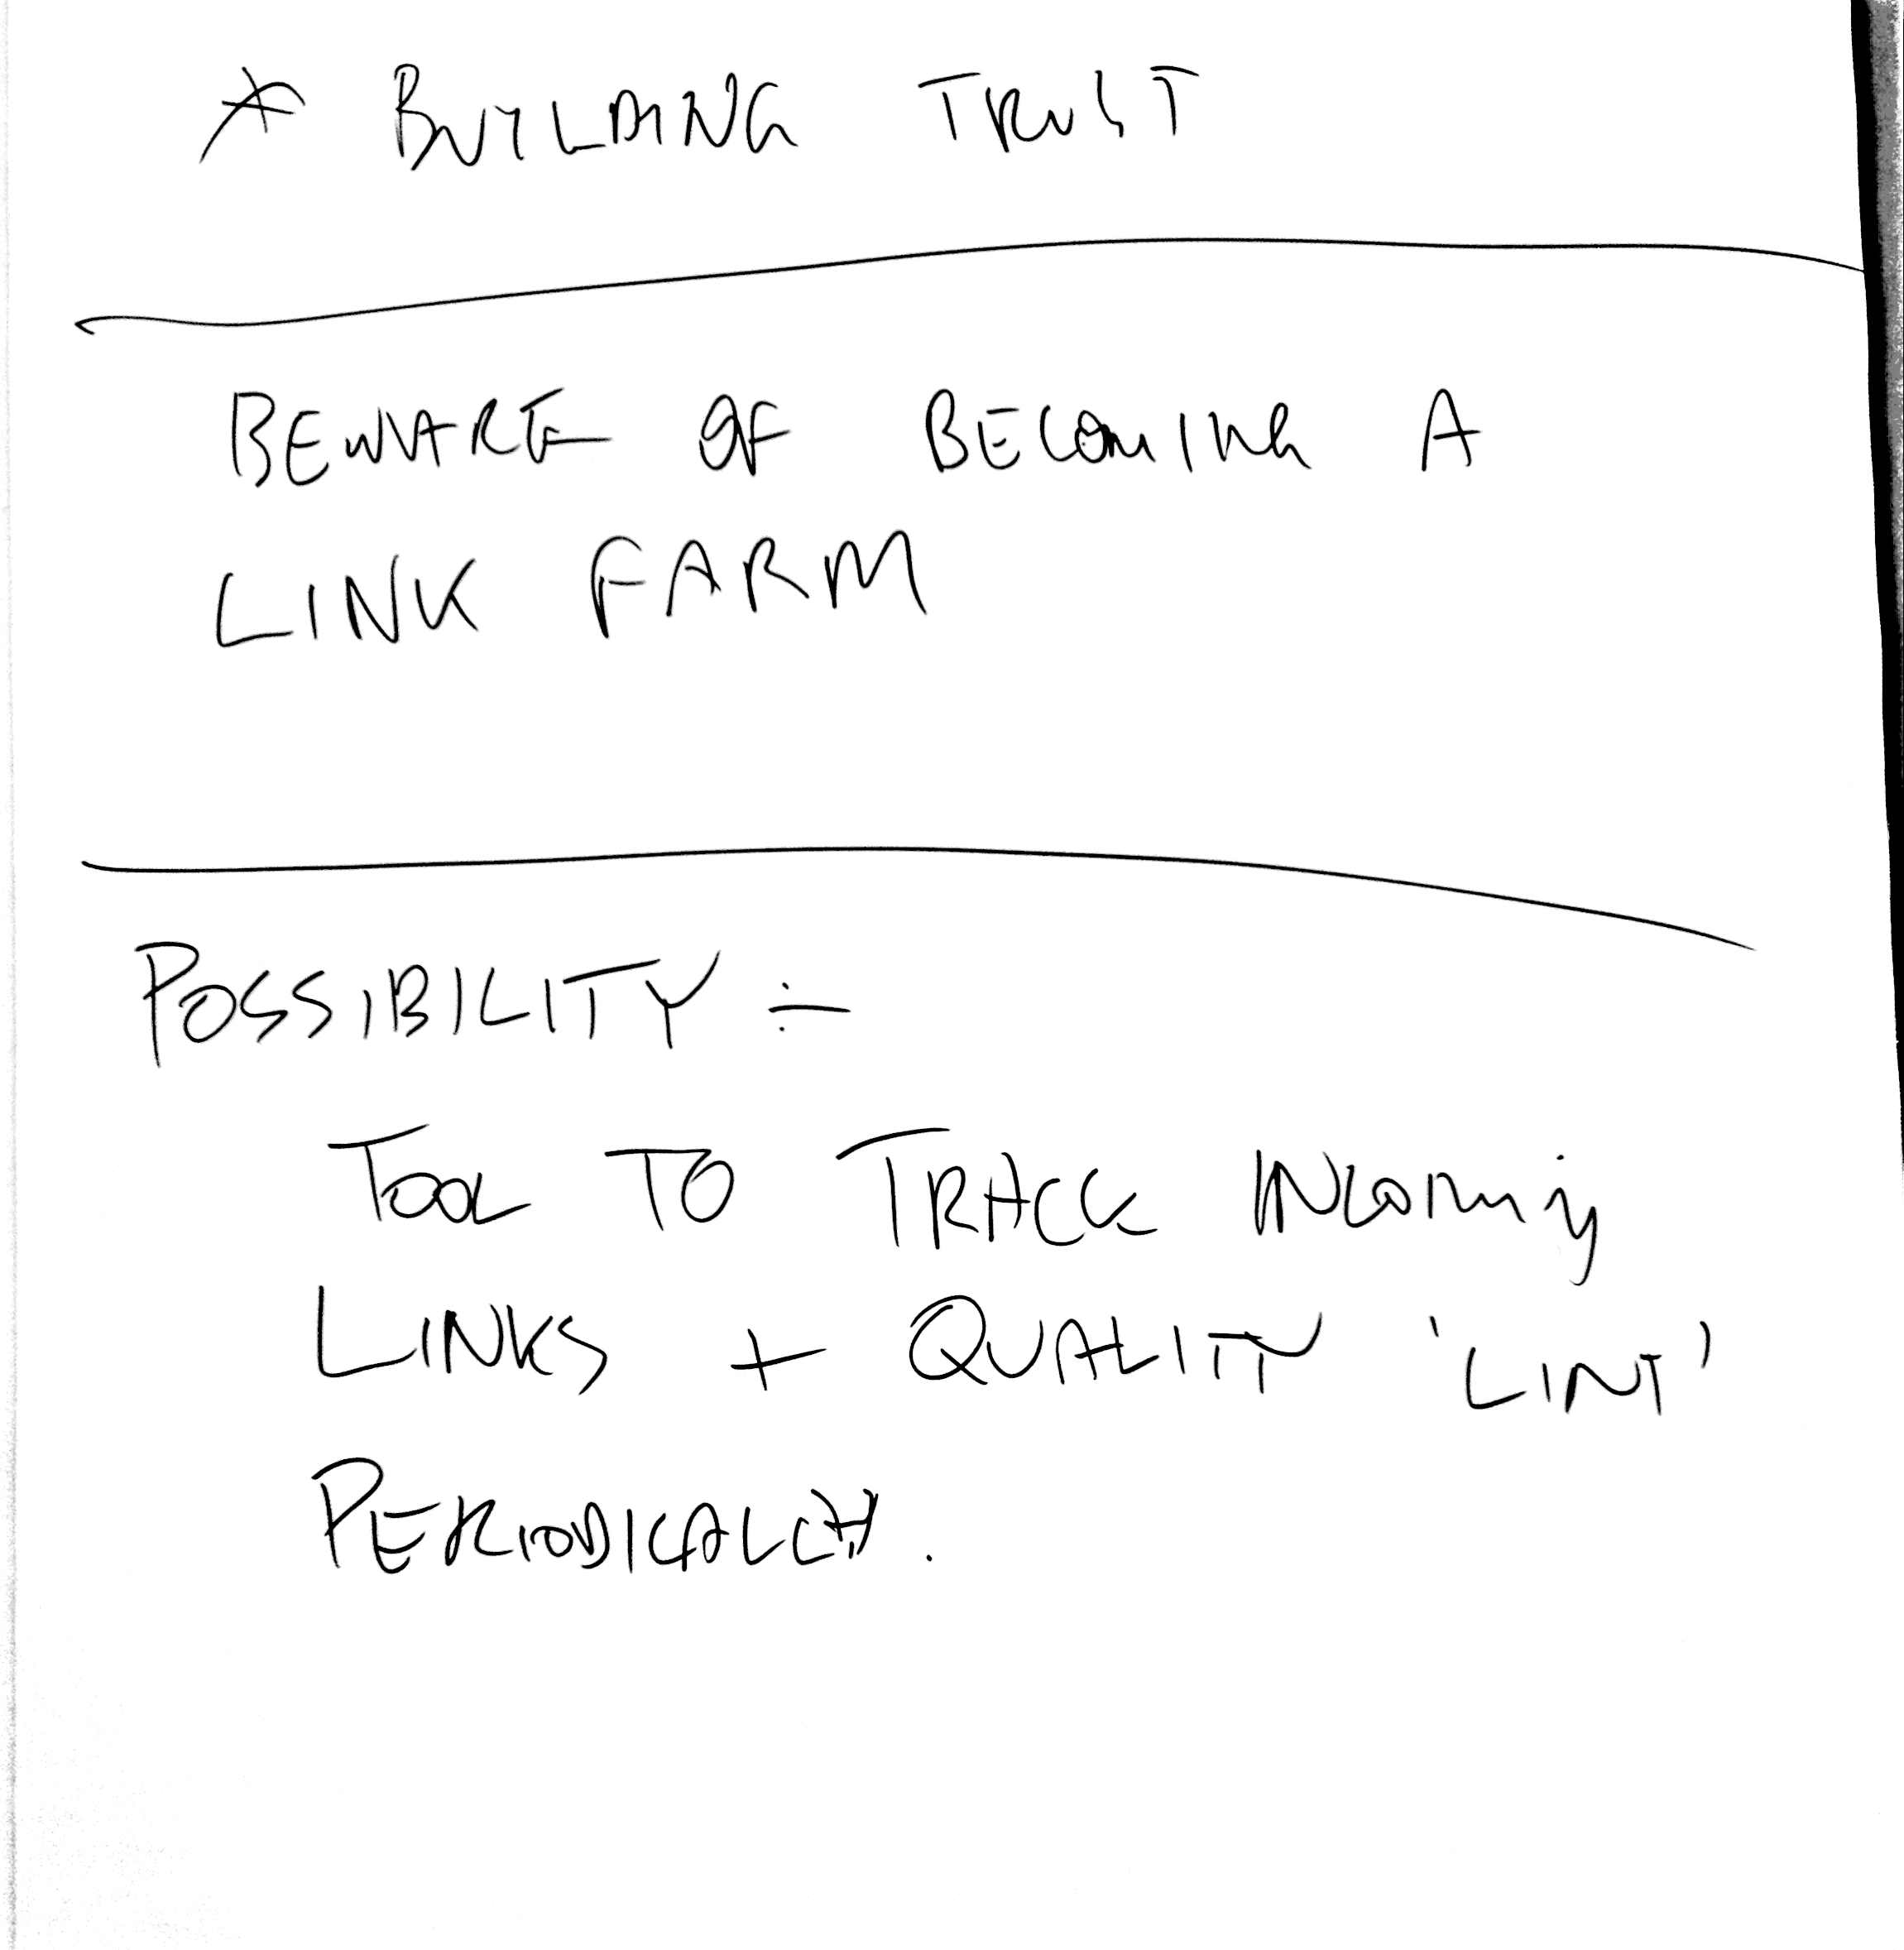 * BUILDING TRUST
BEWARE OF BECOMING A
LINK FARM
POSSIBILITY :-
TOOL TO TRACK INCOMING
LINKS + QUALITY 'LINT'
PERIODICALLY.